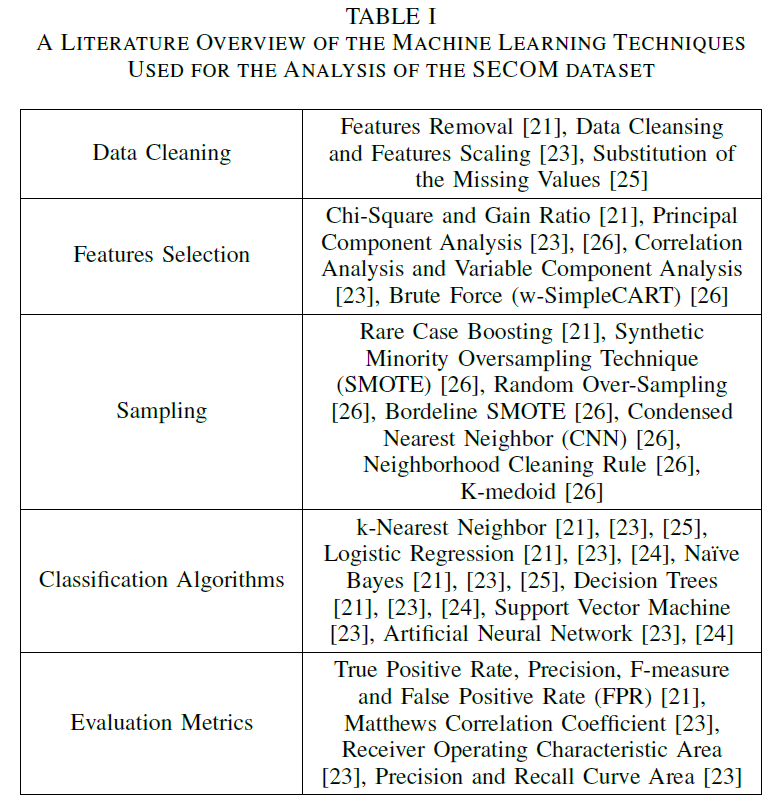 TABLE I
A Literature Overview of the Machine Learning Techniques
Used for the Analysis of the SECOM dataset
Data Cleaning
Features Removal [21], Data Cleansing
and Features Scaling [23], Substitution of
the Missing Values [25]
Features Selection
Chi-Square and Gain Ratio [21], Principal
Component Analysis [23], [26], Correlation
Analysis and Variable Component Analysis
[23], Brute Force (w-SimpleCART) [26]
Sampling
Rare Case Boosting [21], Synthetic
Minority Oversampling Technique
(SMOTE) [26], Random Over-Sampling
[26], Bordeline SMOTE [26], Condensed
Nearest Neighbor (CNN) [26],
Neighborhood Cleaning Rule [26],
K-medoid [26]
Classification Algorithms
k-Nearest Neighbor [21], [23], [25],
Logistic Regression [21], [23], [24], Naïve
Bayes [21], [23], [25], Decision Trees
[21], [23], [24], Support Vector Machine
[23], Artificial Neural Network [23], [24]
Evaluation Metrics
True Positive Rate, Precision, F-measure
and False Positive Rate (FPR) [21],
Matthews Correlation Coefficient [23],
Receiver Operating Characteristic Area
[23], Precision and Recall Curve Area [23]